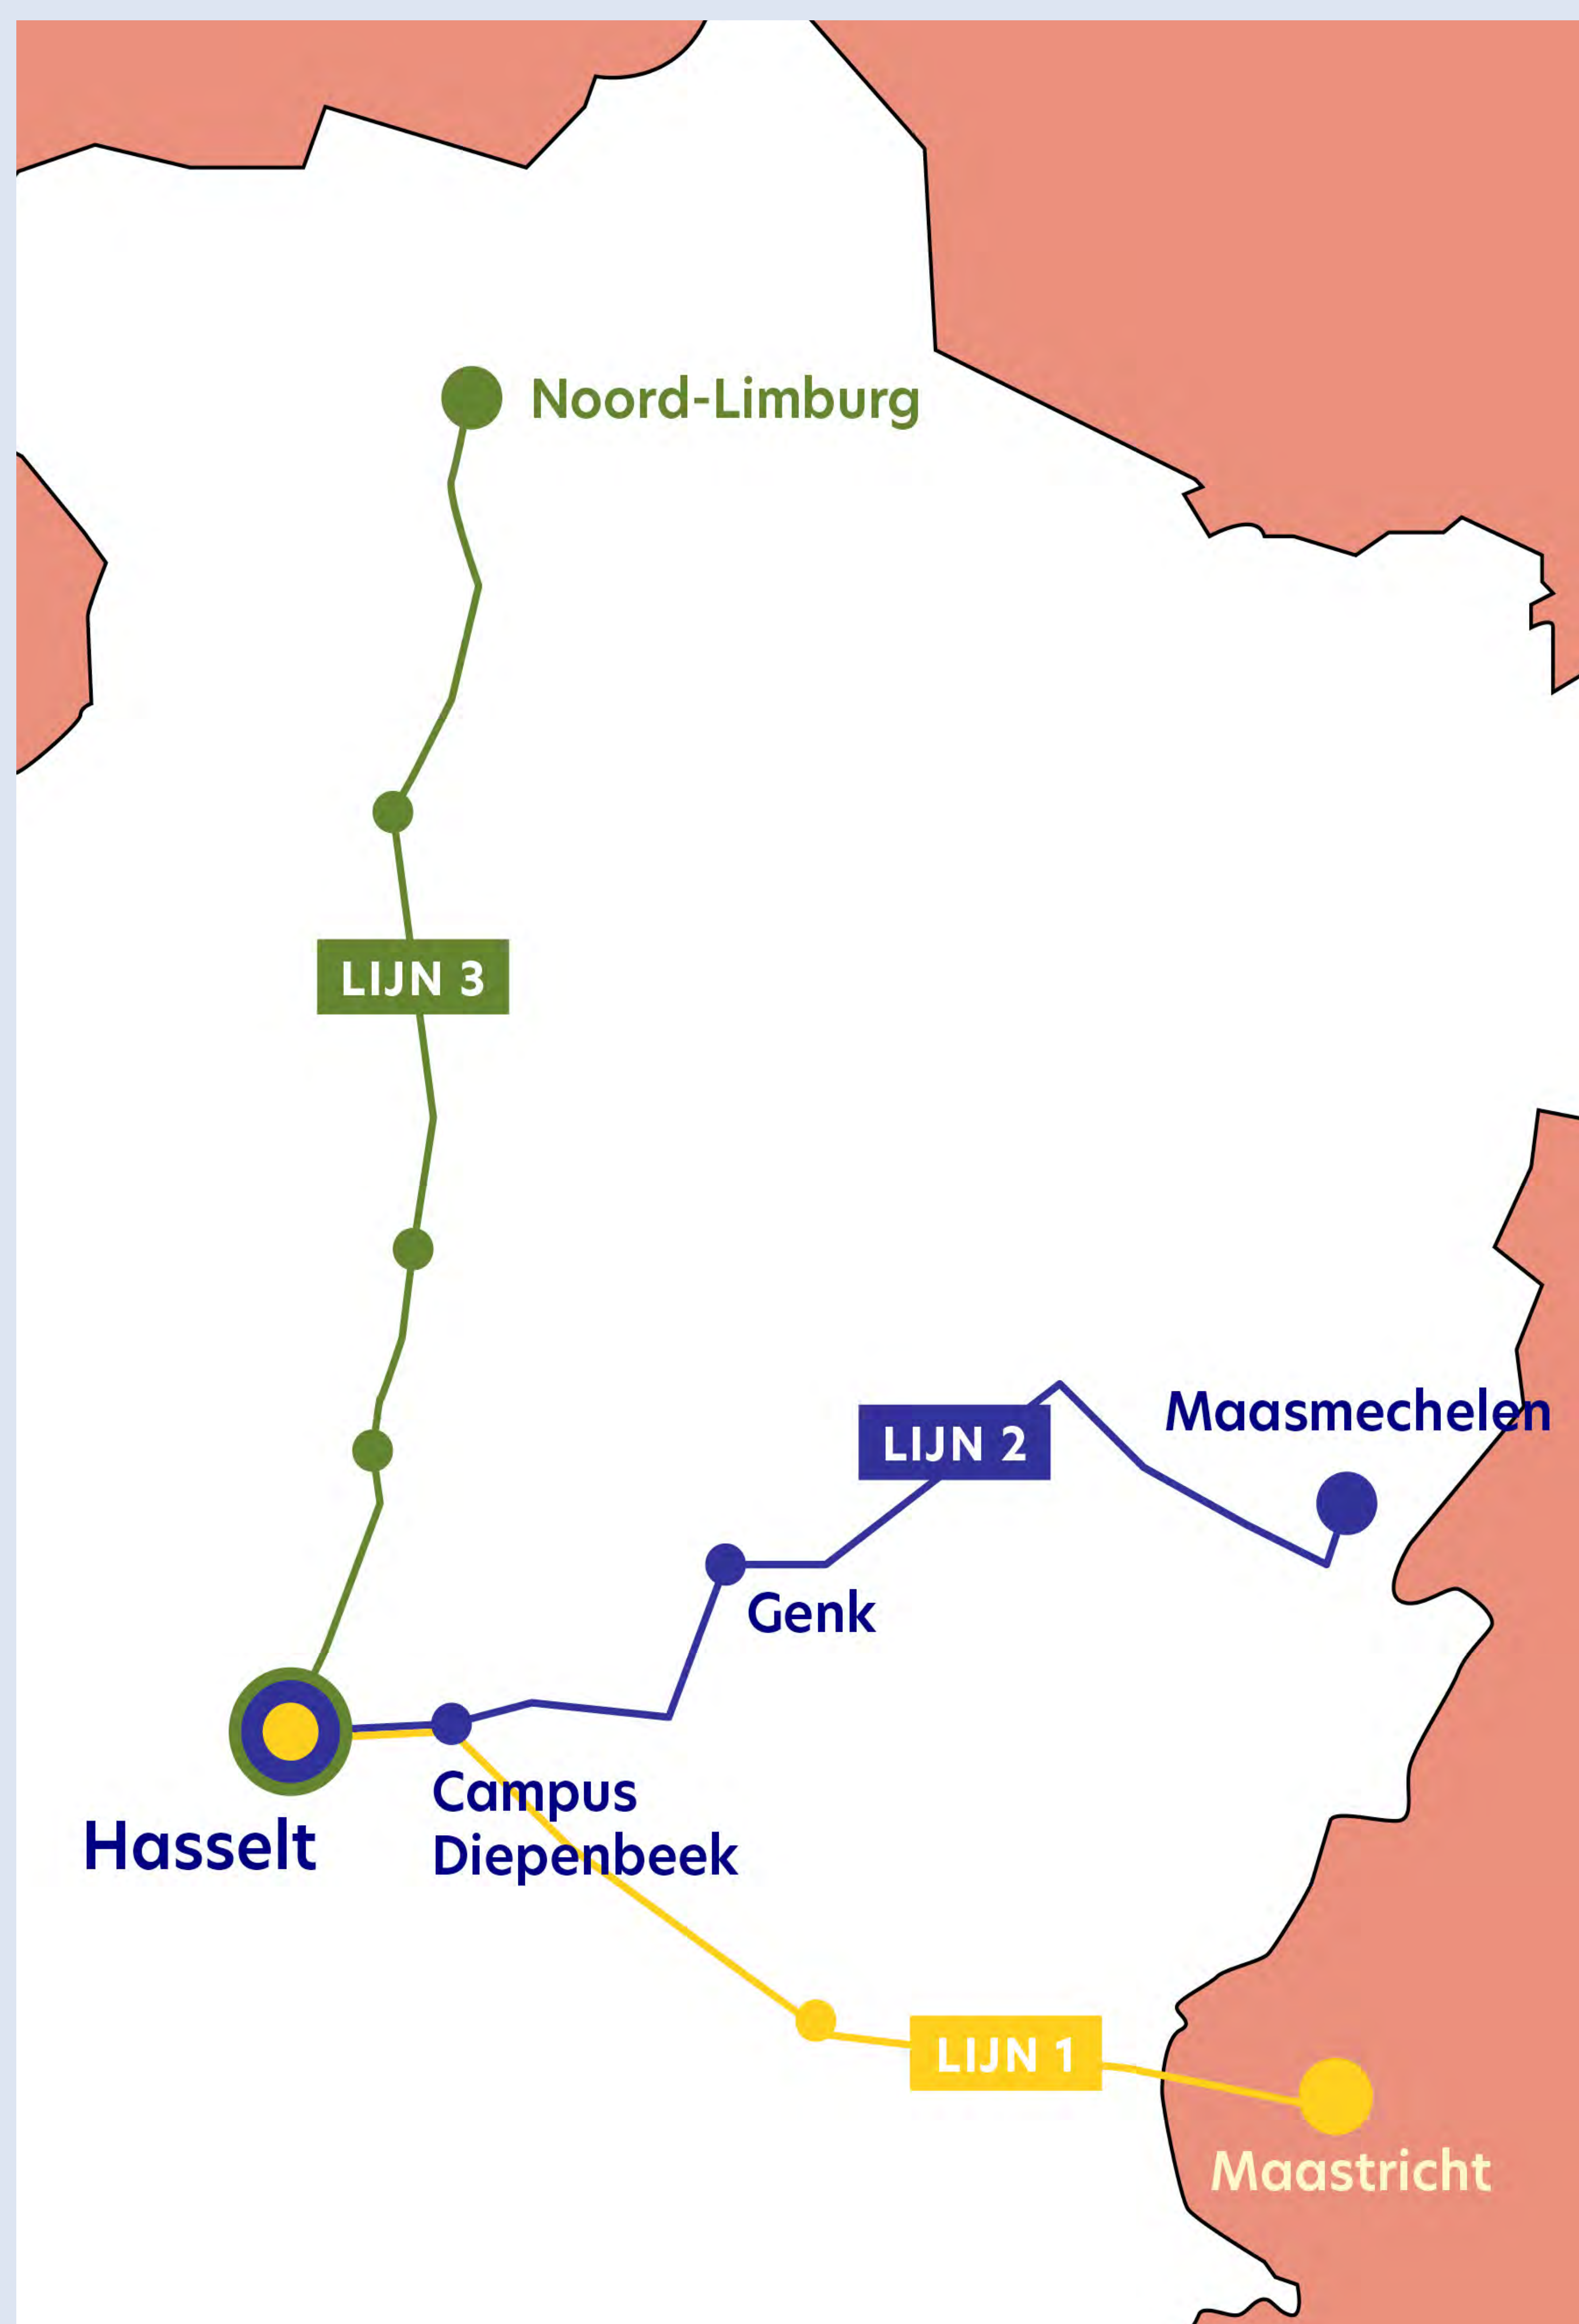 Noord-Limburg
LIJN 3
Maasmechelen
LIJN 2
Genk
Campus
Diepenbeek
Hasselt
LIJN 1
Maastricht